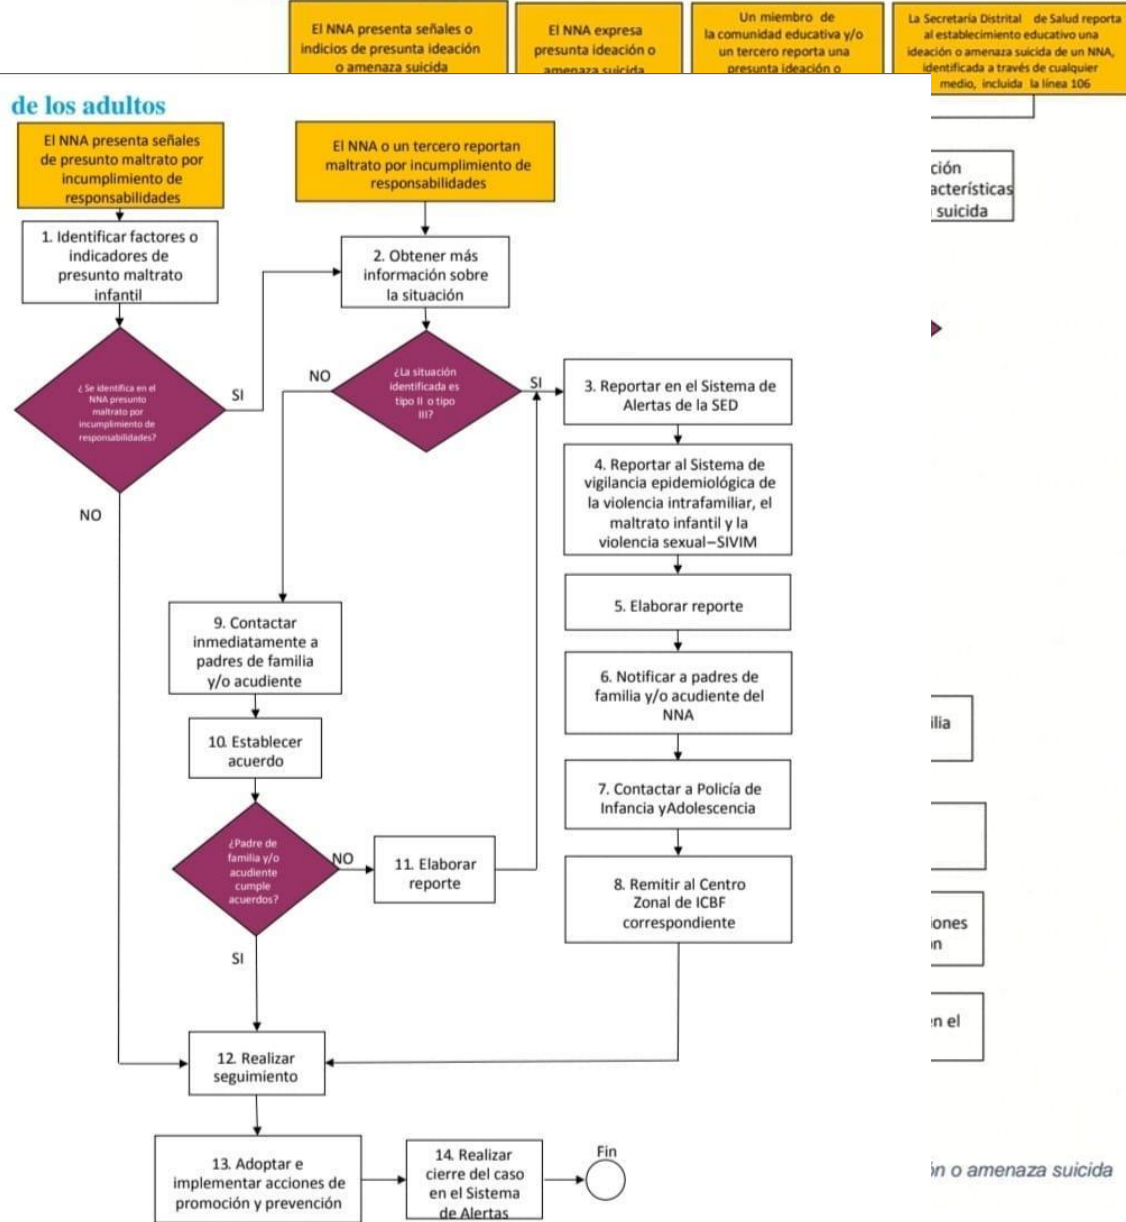 El NNA presenta señales o
indicios de presunta ideación
o amenaza suicida
El NNA expresa
presunta ideación o
amenaza suicida
Un miembro de
la comunidad educativa y/o
un tercero reporta una
presunta ideación o
La Secretaría Distrital de Salud reporta
al establecimiento educativo una
ideación o amenaza suicida de un NNA,
identificada a través de cualquier
medio, incluida la línea 106
de los adultos
El NNA presenta señales
de presunto maltrato por
incumplimiento de
responsabilidades
El NNA o un tercero reportan
maltrato por incumplimiento de
responsabilidades
ción
acterísticas
suicida
1. Identificar factores o
indicadores de
presunto maltrato
infantil
2. Obtener más
información sobre
la situación
¿ Se identifica en el
NNA presunto
maltrato por
incumplimiento de
responsabilidades?
SI
NO
NO
¿La situación
identificada es
tipo II o tipo
III?
SI
3. Reportar en el Sistema de
Alertas de la SED
4. Reportar al Sistema de
vigilancia epidemiológica de
la violencia intrafamiliar, el
maltrato infantil y la
violencia sexual–SIVIM
5. Elaborar reporte
6. Notificar a padres de
familia y/o acudiente del
NNA
7. Contactar a Policía de
Infancia yAdolescencia
8. Remitir al Centro
Zonal de ICBF
correspondiente
9. Contactar
inmediatamente a
padres de familia
y/o acudiente
10. Establecer
acuerdo
¿Padre de
familia y/o
acudiente
cumple
acuerdos?
NO
11. Elaborar
reporte
SI
ilia
iones
n
en el
12. Realizar
seguimiento
13. Adoptar e
implementar acciones de
promoción y prevención
14. Realizar
cierre del caso
en el Sistema
de Alertas
Fin
ón o amenaza suicida